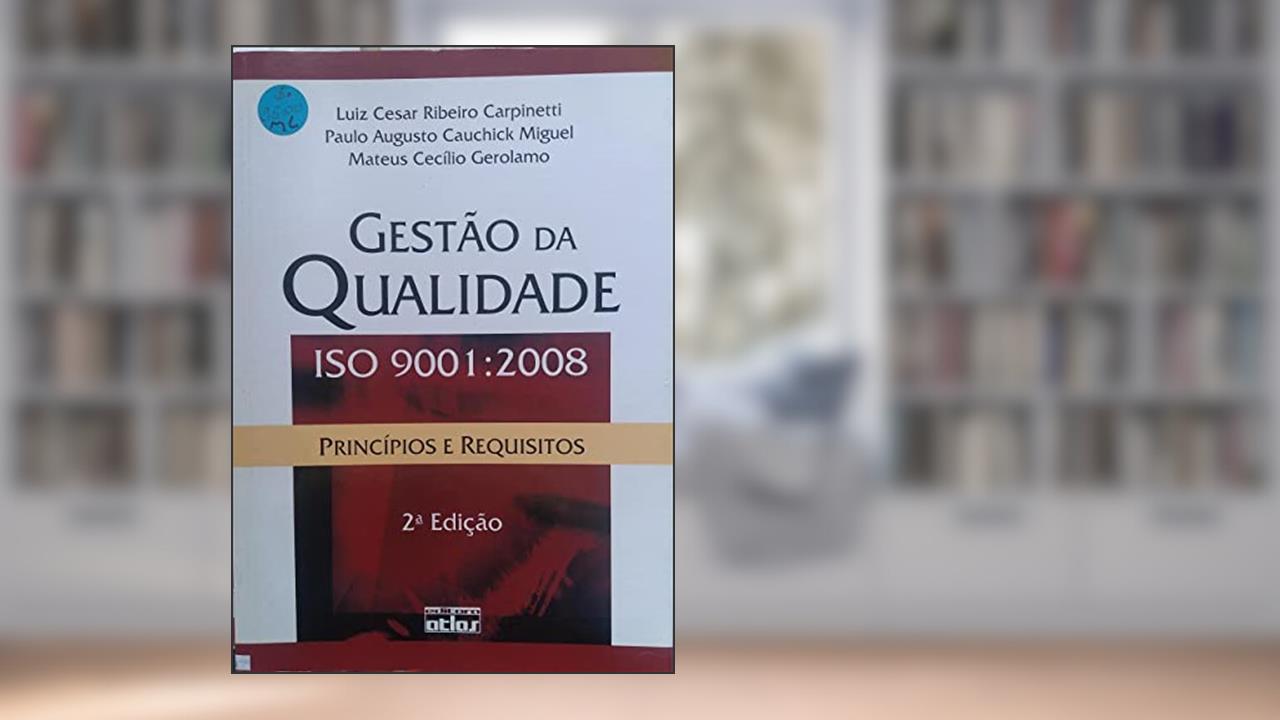 Luiz Cesar Ribeiro Carpinetti
Paulo Augusto Cauchick Miguel
Mateus Cecílio Gerolamo
GESTÃO DA
QUALIDADE
ISO 9001:2008
PRINCÍPIOS E REQUISITOS
2ª Edição
editora
atlas